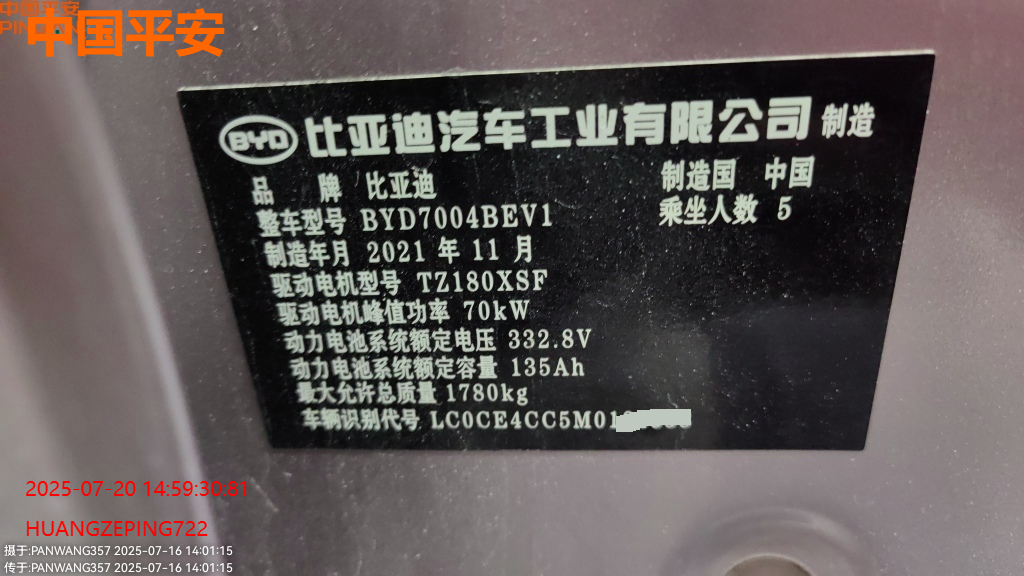 中国平安
中国平安
BYD 比亚迪汽车工业有限公司 制造
品 牌 比亚迪 制造国 中国
整车型号 BYD7004BEV1 乘坐人数 5
制造年月 2021 年 11 月
驱动电机型号 TZ180XSF
驱动电机峰值功率 70kW
动力电池系统额定电压 332.8V
动力电池系统额定容量 135Ah
最大允许总质量 1780kg
车辆识别代号 LC0CE4CC5M01
2025-07-20 14:59:30:81
HUANGZEPING722
摄于:PANWANG357 2025-07-16 14:01:15
传于:PANWANG357 2025-07-16 14:01:15